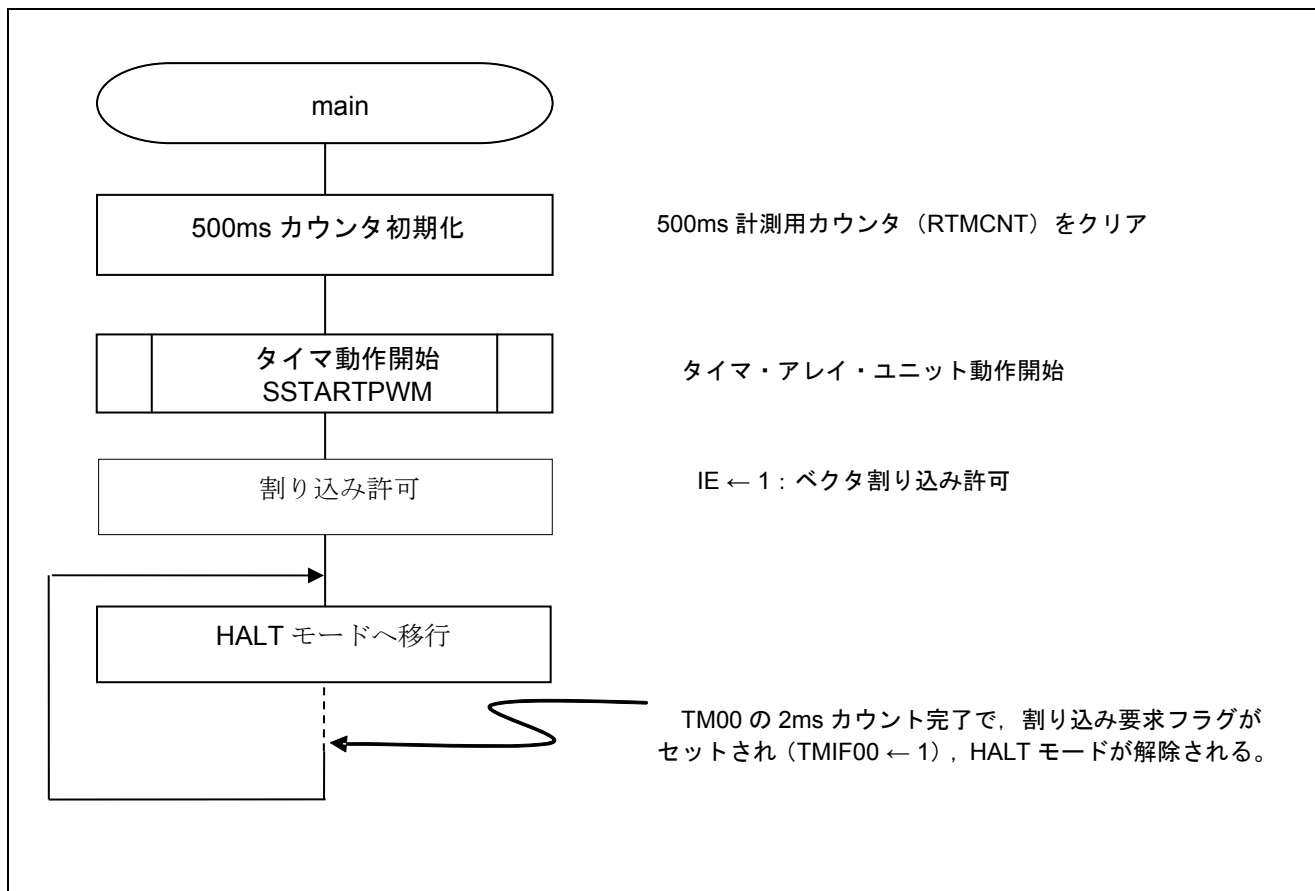 main
500ms カウンタ初期化
500ms 計測用カウンタ（RTMCNT）をクリア
タイマ動作開始
SSTARTPWM
タイマ・アレイ・ユニット動作開始
割り込み許可
IE ← 1：ベクタ割り込み許可
HALT モードへ移行
TM00 の 2ms カウント完了で，割り込み要求フラグが
セットされ（TMIF00 ← 1），HALT モードが解除される。